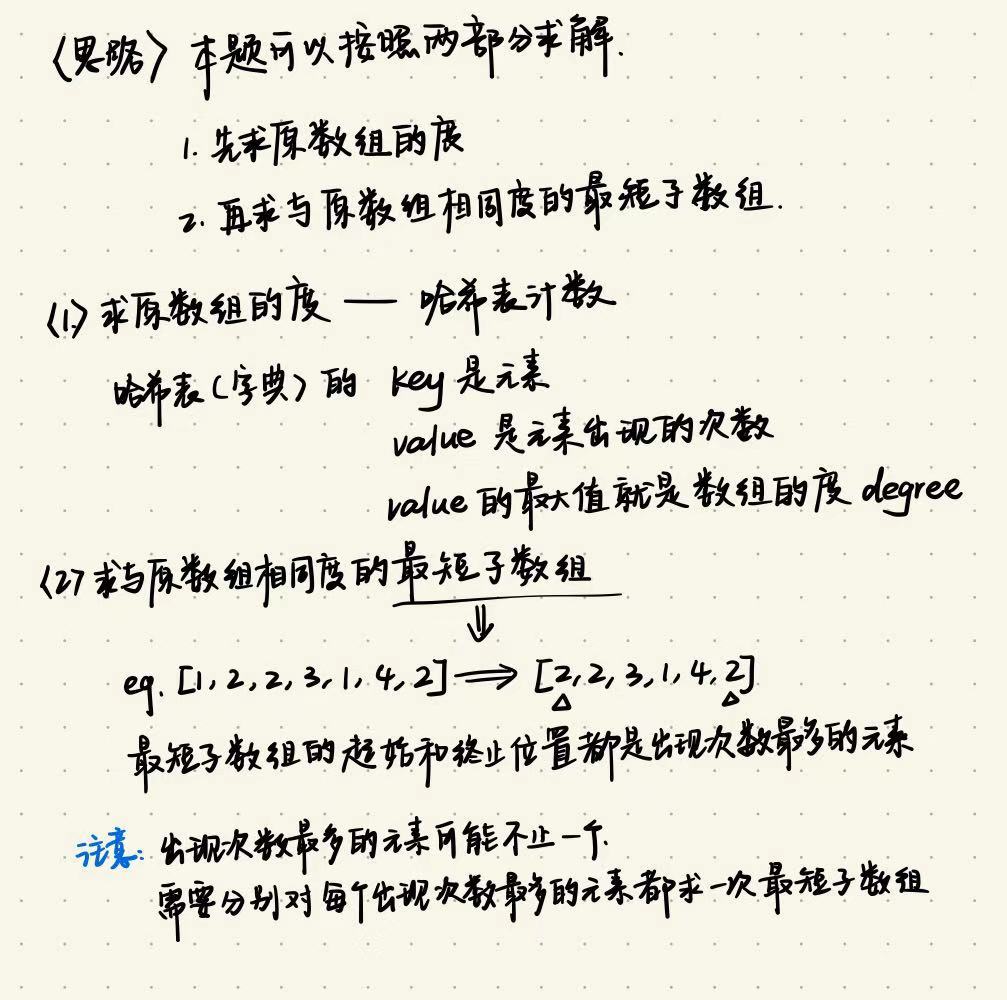 〈思路〉本题可以按照两部分求解.
1. 先求原数组的度
2. 再求与原数组相同度的最短子数组.
〈1〉求原数组的度 —— 哈希表计数
哈希表(字典)的 key 是元素
value 是元素出现的次数
value 的最大值就是数组的度 degree
〈2〉求与原数组相同度的最短子数组
⇓
eg. [1, 2, 2, 3, 1, 4, 2] ⟹ [2, 2, 3, 1, 4, 2]
△ △
最短子数组的起始和终止位置都是出现次数最多的元素
注意: 出现次数最多的元素可能不止一个.
需要分别对每个出现次数最多的元素都求一次最短子数组